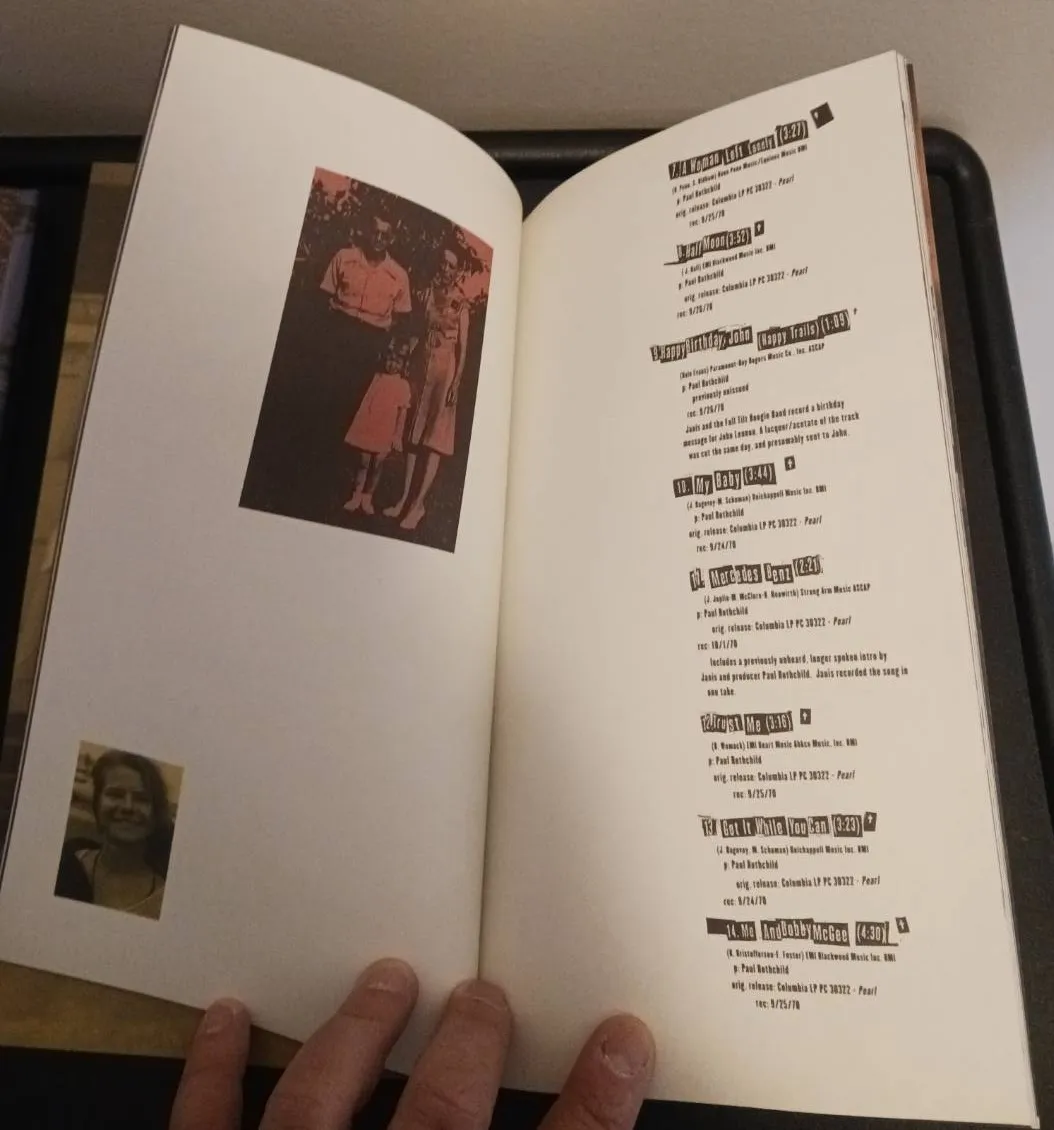 7. A Woman Left Lonely (3:27) †
(D. Penn, S. Oldham) Dann Penn Music/Equinox Music BMI
p: Paul Rothchild
orig. release: Columbia LP PC 30322 - Pearl
rec: 9/25/70
8. Half Moon (3:52) †
(J. Hall) EMI Blackwood Music Inc. BMI
p: Paul Rothchild
orig. release: Columbia LP PC 30322 - Pearl
rec: 9/20/70
9. Happy Birthday, John (Happy Trails) (1:09) †
(Dale Evans) Paramount-Roy Rogers Music Co., Inc. ASCAP
p: Paul Rothchild
previously unissued
rec: 9/26/70
Janis and the Full Tilt Boogie Band record a birthday
message for John Lennon. A lacquer/acetate of the track
was cut the same day, and presumably sent to John.
10. My Baby (3:44) †
(J. Ragovoy-M. Schuman) Unichappell Music Inc. BMI
p: Paul Rothchild
orig. release: Columbia LP PC 30322 - Pearl
rec: 9/24/70
11. Mercedes Benz (2:21)
(J. Joplin-M. McClure-B. Neuwirth) Strong Arm Music ASCAP
p: Paul Rothchild
orig. release: Columbia LP PC 30322 - Pearl
rec: 10/1/70
Includes a previously unheard, longer spoken intro by
Janis and producer Paul Rothchild. Janis recorded the song in
one take.
12. Trust Me (3:16) †
(B. Womack) EMI Unart Music Abkco Music, Inc. BMI
p: Paul Rothchild
orig. release: Columbia LP PC 30322 - Pearl
rec: 9/25/70
13. Get It While You Can (3:23) †
(J. Ragovoy, M. Schuman) Unichappell Music Inc. BMI
p: Paul Rothchild
orig. release: Columbia LP PC 30322 - Pearl
rec: 9/24/70
14. Me And Bobby McGee (4:30) †
(K. Kristofferson-F. Foster) EMI Blackwood Music Inc. BMI
p: Paul Rothchild
orig. release: Columbia LP PC 30322 - Pearl
rec: 9/25/70